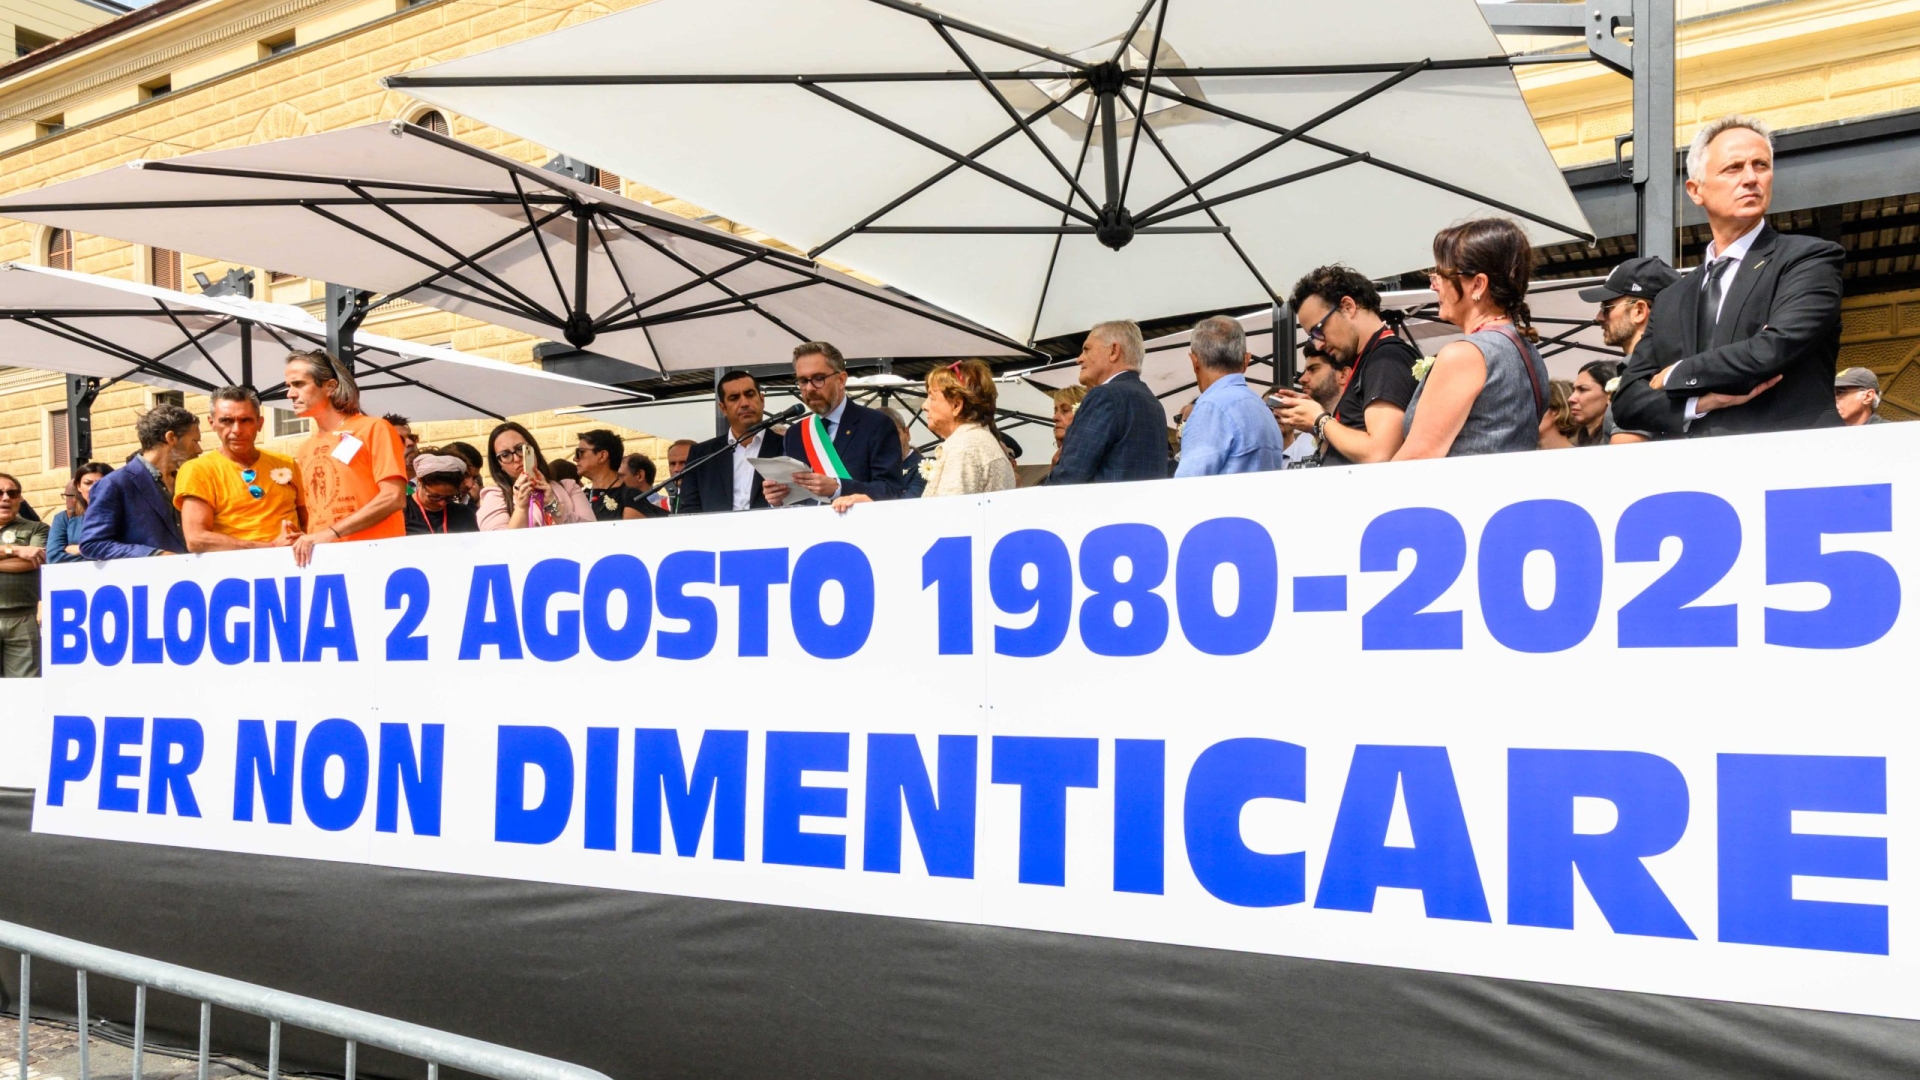 BOLOGNA 2 AGOSTO 1980-2025
PER NON DIMENTICARE